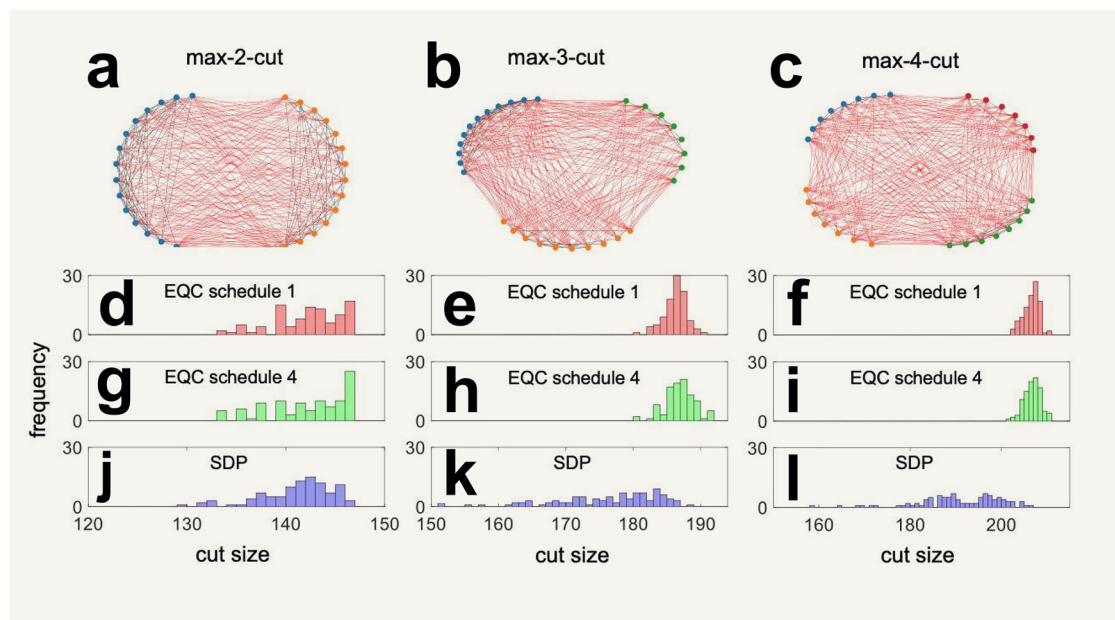 a max-2-cut b max-3-cut c max-4-cut
30 d EQC schedule 1 0
30 e EQC schedule 1 0
30 f EQC schedule 1 0
frequency
30 g EQC schedule 4 0
30 h EQC schedule 4 0
30 i EQC schedule 4 0
30 j SDP 0
30 k SDP 0
30 l SDP 0
120 130 140 150
150 160 170 180 190
160 180 200
cut size cut size cut size